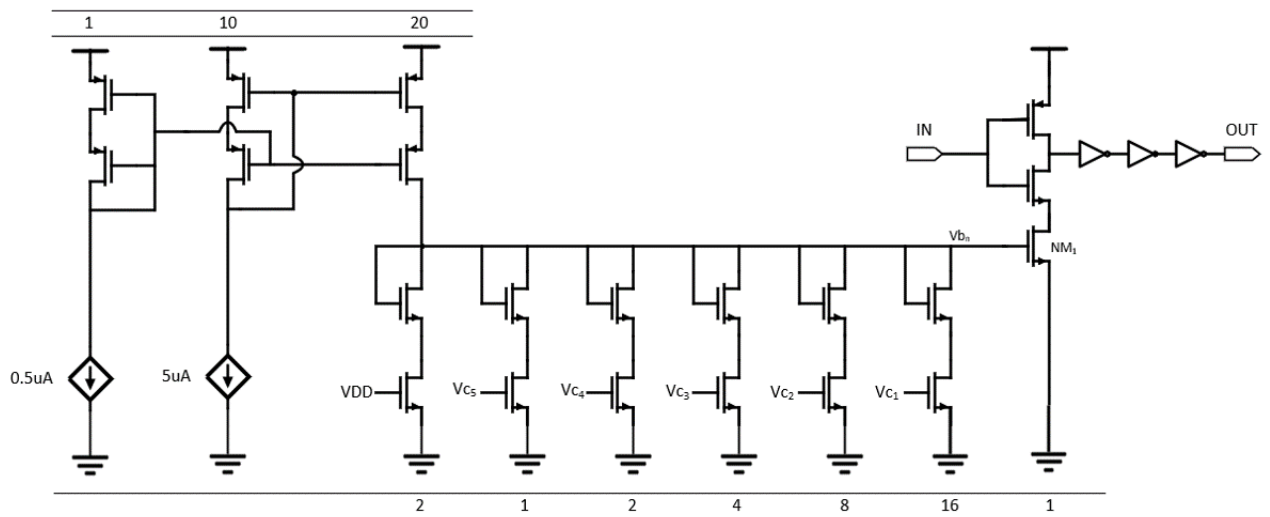 1 10 20
IN OUT
Vbₙ
NM₁
0.5uA 5uA VDD Vc₅ Vc₄ Vc₃ Vc₂ Vc₁
2 1 2 4 8 16 1